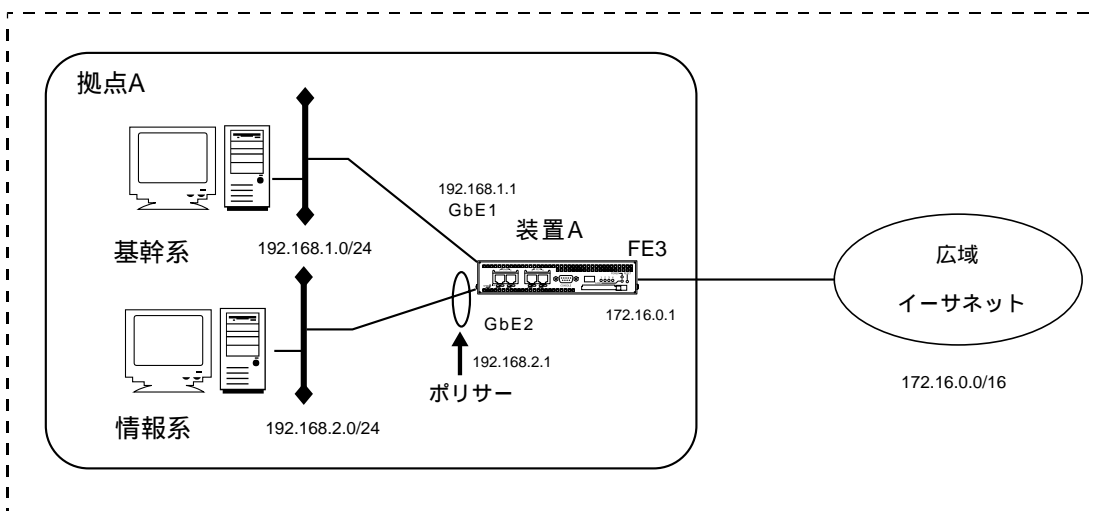 拠点A
192.168.1.1
GbE1
装置A
FE3
基幹系
192.168.1.0/24
広域
イーサネット
GbE2
172.16.0.1
192.168.2.1
ポリサー
172.16.0.0/16
情報系
192.168.2.0/24